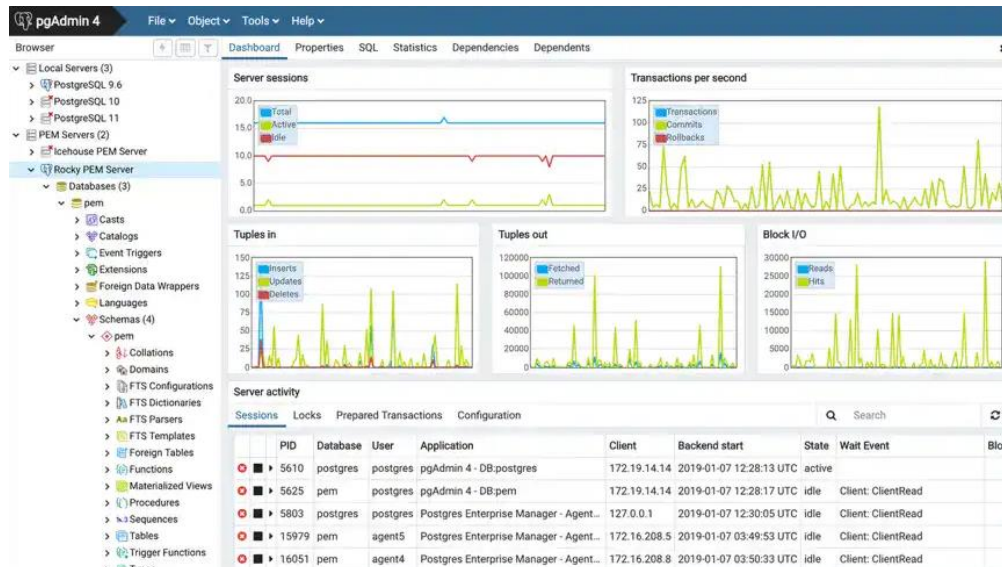 pgAdmin 4
File Object Tools Help
Browser
Dashboard Properties SQL Statistics Dependencies Dependents
Local Servers (3)
PostgreSQL 9.6
PostgreSQL 10
PostgreSQL 11
PEM Servers (2)
Icehouse PEM Server
Rocky PEM Server
Databases (3)
pem
Casts
Catalogs
Event Triggers
Extensions
Foreign Data Wrappers
Languages
Schemas (4)
pem
Collations
Domains
FTS Configurations
FTS Dictionaries
FTS Parsers
FTS Templates
Foreign Tables
Functions
Materialized Views
Procedures
Sequences
Tables
Trigger Functions
Server sessions
20.0
15.0
10.0
5.0
0.0
Total
Active
Idle
Transactions per second
125
100
75
50
25
0
Transactions
Commits
Rollbacks
Tuples in
150
125
100
75
50
25
0
Inserts
Updates
Deletes
Tuples out
120000
100000
80000
60000
40000
20000
0
Fetched
Returned
Block I/O
30000
25000
20000
15000
10000
5000
0
Reads
Hits
Server activity
Sessions Locks Prepared Transactions Configuration Search
PID Database User Application Client Backend start State Wait Event Blo
5610 postgres postgres pgAdmin 4 - DB:postgres 172.19.14.14 2019-01-07 12:28:13 UTC active
5625 pem postgres pgAdmin 4 - DB:pem 172.19.14.14 2019-01-07 12:28:17 UTC idle Client: ClientRead
5803 postgres postgres Postgres Enterprise Manager - Agent... 127.0.0.1 2019-01-07 12:30:05 UTC idle Client: ClientRead
15979 pem agent5 Postgres Enterprise Manager - Agent... 172.16.208.5 2019-01-07 03:49:53 UTC idle Client: ClientRead
16051 pem agent4 Postgres Enterprise Manager - Agent... 172.16.208.8 2019-01-07 03:50:33 UTC idle Client: ClientRead